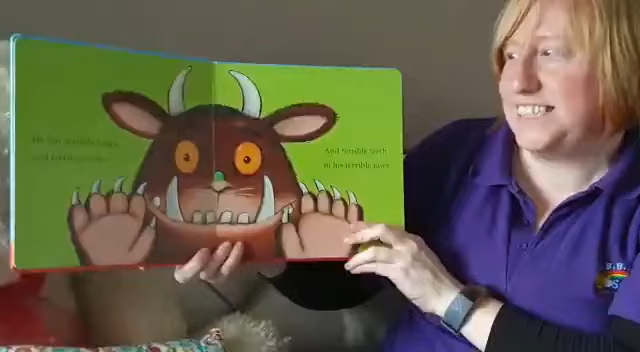 He has terrible tusks,
and terrible claws,
And terrible teeth
in his terrible jaws.